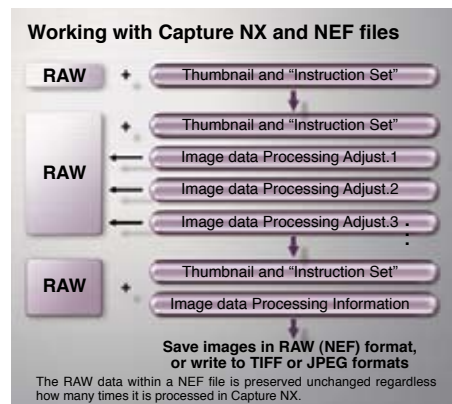 Working with Capture NX and NEF files
RAW + Thumbnail and “Instruction Set”
+ Thumbnail and “Instruction Set”
Image data Processing Adjust.1
RAW
Image data Processing Adjust.2
Image data Processing Adjust.3
Thumbnail and “Instruction Set”
RAW +
Image data Processing Information
Save images in RAW (NEF) format,
or write to TIFF or JPEG formats
The RAW data within a NEF file is preserved unchanged regardless
how many times it is processed in Capture NX.